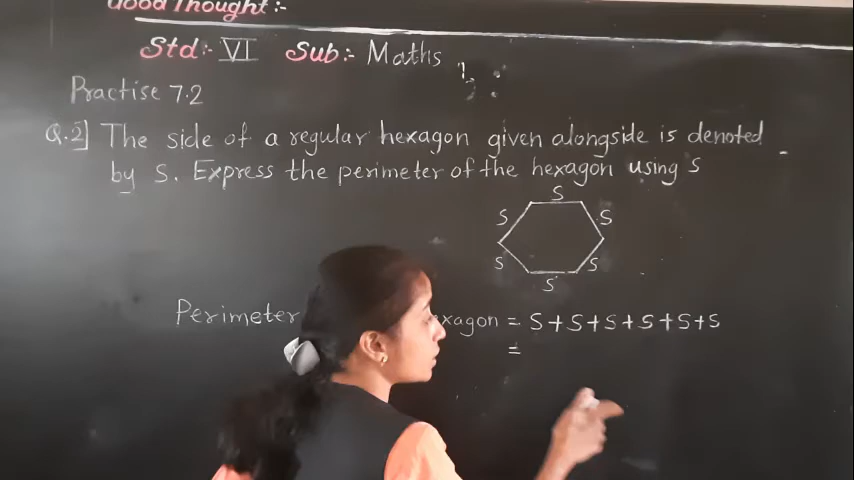 Good Thought:-
Std:- VI Sub:- Maths
Practise 7.2
Q.2] The side of a regular hexagon given alongside is denoted
by S. Express the perimeter of the hexagon using S
S
S S
S S
S
Perimeter exagon = S+S+S+S+S+S
=